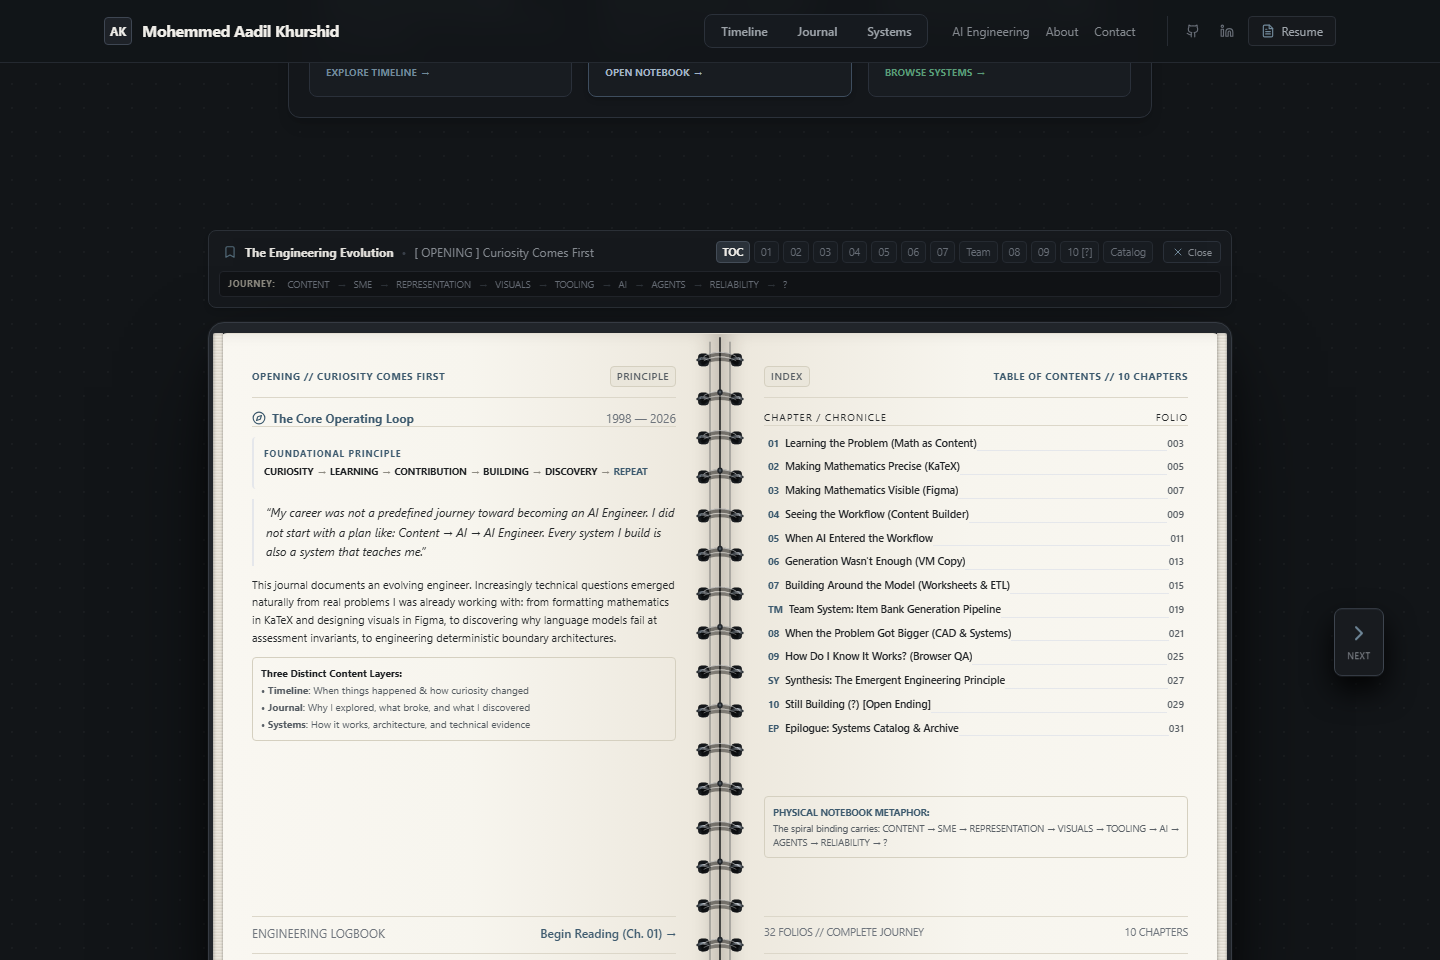 AK Mohemmed Aadil Khurshid Timeline Journal Systems AI Engineering About Contact Resume
EXPLORE TIMELINE → OPEN NOTEBOOK → BROWSE SYSTEMS →
The Engineering Evolution · [ OPENING ] Curiosity Comes First TOC 01 02 03 04 05 06 07 Team 08 09 10 [?] Catalog × Close
JOURNEY: CONTENT → SME → REPRESENTATION → VISUALS → TOOLING → AI → AGENTS → RELIABILITY → ?
OPENING // CURIOSITY COMES FIRST PRINCIPLE
The Core Operating Loop 1998 — 2026
FOUNDATIONAL PRINCIPLE
CURIOSITY → LEARNING → CONTRIBUTION → BUILDING → DISCOVERY → REPEAT
“My career was not a predefined journey toward becoming an AI Engineer. I did
not start with a plan like: Content → AI → AI Engineer. Every system I build is
also a system that teaches me.”
This journal documents an evolving engineer. Increasingly technical questions emerged
naturally from real problems I was already working with: from formatting mathematics
in KaTeX and designing visuals in Figma, to discovering why language models fail at
assessment invariants, to engineering deterministic boundary architectures.
Three Distinct Content Layers:
• Timeline: When things happened & how curiosity changed
• Journal: Why I explored, what broke, and what I discovered
• Systems: How it works, architecture, and technical evidence
ENGINEERING LOGBOOK Begin Reading (Ch. 01) →
INDEX TABLE OF CONTENTS // 10 CHAPTERS
CHAPTER / CHRONICLE FOLIO
01 Learning the Problem (Math as Content) 003
02 Making Mathematics Precise (KaTeX) 005
03 Making Mathematics Visible (Figma) 007
04 Seeing the Workflow (Content Builder) 009
05 When AI Entered the Workflow 011
06 Generation Wasn't Enough (VM Copy) 013
07 Building Around the Model (Worksheets & ETL) 015
TM Team System: Item Bank Generation Pipeline 019
08 When the Problem Got Bigger (CAD & Systems) 021
09 How Do I Know It Works? (Browser QA) 025
SY Synthesis: The Emergent Engineering Principle 027
10 Still Building (?) [Open Ending] 029
EP Epilogue: Systems Catalog & Archive 031
PHYSICAL NOTEBOOK METAPHOR:
The spiral binding carries: CONTENT → SME → REPRESENTATION → VISUALS → TOOLING → AI →
AGENTS → RELIABILITY → ?
32 FOLIOS // COMPLETE JOURNEY 10 CHAPTERS
NEXT